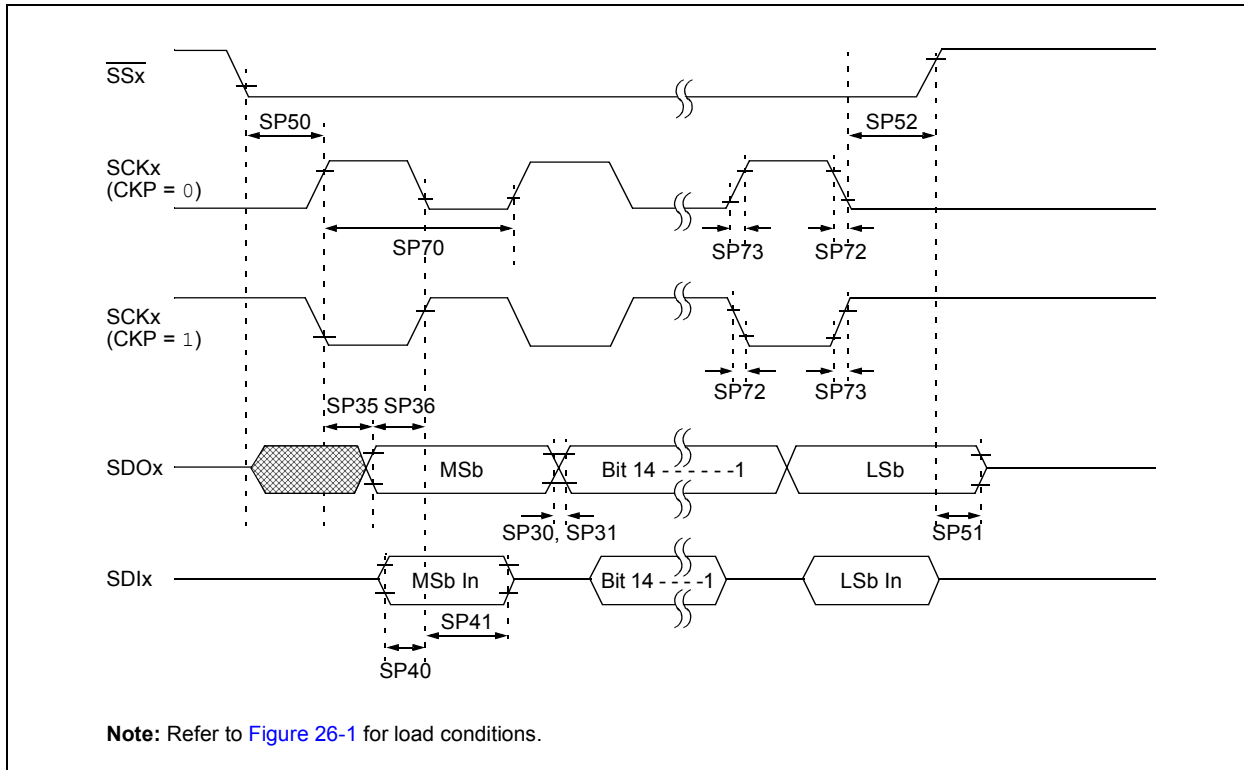 SSx
SP50
SP52
SCKx
(CKP = 0)
SP70
SP73
SP72
SCKx
(CKP = 1)
SP72
SP73
SP35
SP36
SDOx
MSb
Bit 14 - - - - - -1
LSb
SP30, SP31
SP51
SDIx
MSb In
Bit 14 - - - -1
LSb In
SP41
SP40
Note: Refer to Figure 26-1 for load conditions.